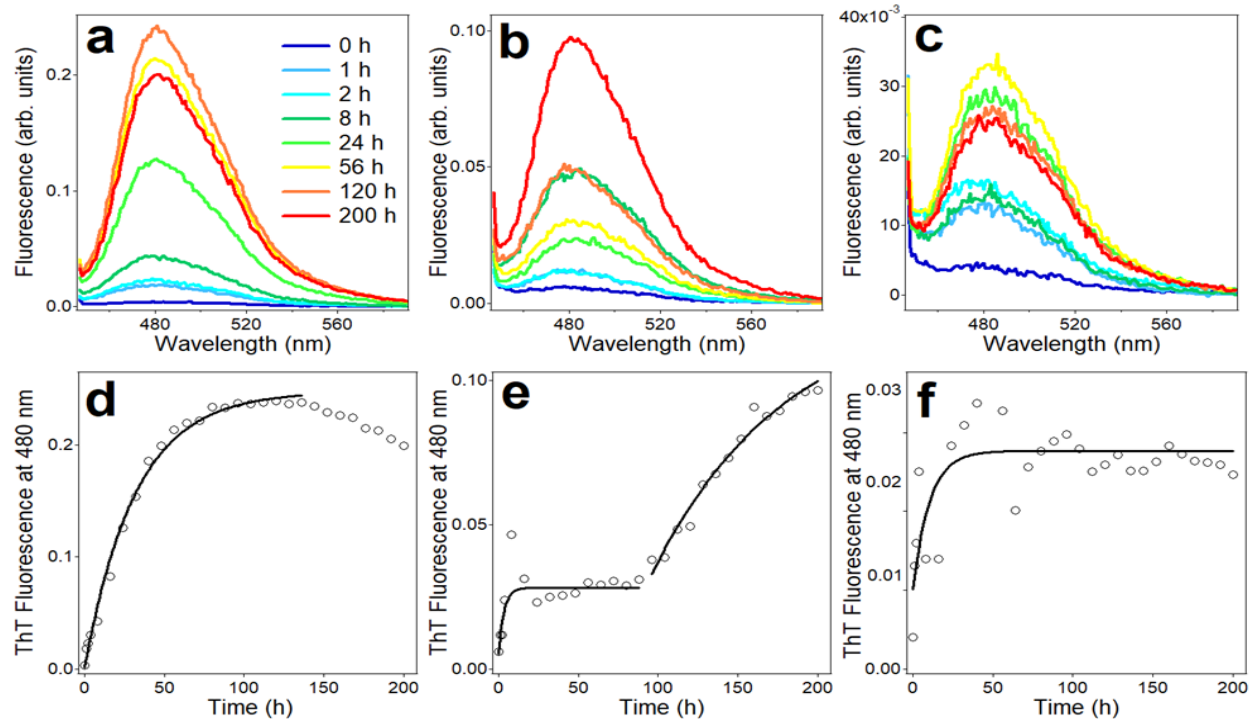 a
Fluorescence (arb. units)
0.2
0.1
0.0
480
520
560
Wavelength (nm)
0 h
1 h
2 h
8 h
24 h
56 h
120 h
200 h
b
Fluorescence (arb. units)
0.10
0.05
0.00
480
520
560
Wavelength (nm)
c
Fluorescence (arb. units)
40x10-3
30
20
10
0
480
520
560
Wavelength (nm)
d
ThT Fluorescence at 480 nm
0.2
0.1
0.0
0
50
100
150
200
Time (h)
e
ThT Fluorescence at 480 nm
0.10
0.05
0.00
0
50
100
150
200
Time (h)
f
ThT Fluorescence at 480 nm
0.03
0.02
0.01
0.00
0
50
100
150
200
Time (h)